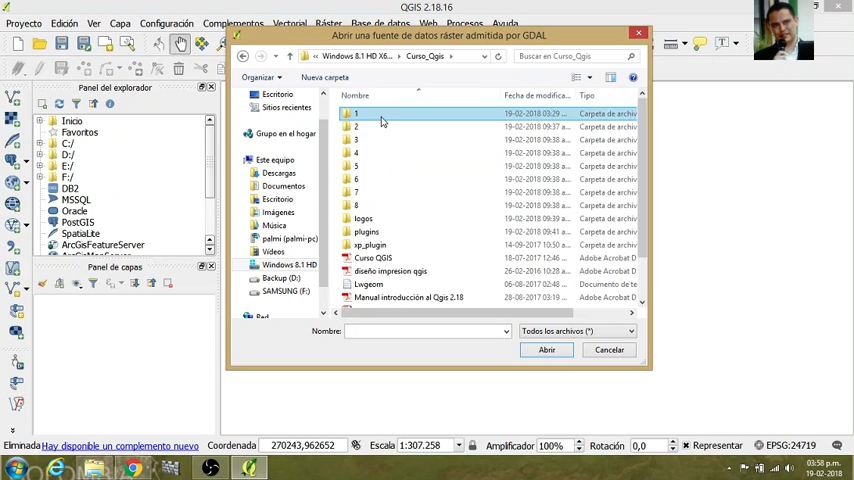 QGIS 2.18.16
Proyecto Edición Ver Capa Configuración Complementos Vectorial Ráster Base de datos Web Procesos Ayuda
Abrir una fuente de datos ráster admitida por GDAL
Windows 8.1 HD X6... Curso_Qgis
Buscar en Curso_Qgis
Organizar Nueva carpeta
Panel del explorador
Inicio
Favoritos
C:/
D:/
E:/
F:/
DB2
MSSQL
Oracle
PostGIS
SpatiaLite
ArcGisFeatureServer
ArcGisMapServer
Panel de capas
Escritorio
Sitios recientes
Grupo en el hogar
Este equipo
Descargas
Documentos
Escritorio
Imágenes
Música
palmi (palmi-pc)
Vídeos
Windows 8.1 HD
Backup (D:)
SAMSUNG (F:)
Red
Nombre Fecha de modifica... Tipo
1 19-02-2018 03:29 ... Carpeta de archiv
2 19-02-2018 09:37 a... Carpeta de archiv
3 19-02-2018 09:38 a... Carpeta de archiv
4 19-02-2018 09:38 a... Carpeta de archiv
5 19-02-2018 09:38 a... Carpeta de archiv
6 19-02-2018 09:38 a... Carpeta de archiv
7 19-02-2018 09:38 a... Carpeta de archiv
8 19-02-2018 09:38 a... Carpeta de archiv
logos 19-02-2018 09:39 a... Carpeta de archiv
plugins 19-02-2018 09:41 a... Carpeta de archiv
xp_plugin 14-09-2017 10:50 a... Carpeta de archiv
Curso QGIS 18-07-2017 12:46 ... Adobe Acrobat D
diseño impresion qgis 26-02-2016 10:28 a... Adobe Acrobat D
Lwgeom 06-08-2017 02:48 ... Documento de te
Manual introducción al Qgis 2.18 28-08-2017 03:19 ... Adobe Acrobat D
Nombre: Todos los archivos (*)
Abrir Cancelar
Eliminada Hay disponible un complemento nuevo Coordenada 270243,962652 Escala 1:307.258 Amplificador 100% Rotación 0,0 Representar EPSG:24719
03:58 p.m.
19-02-2018